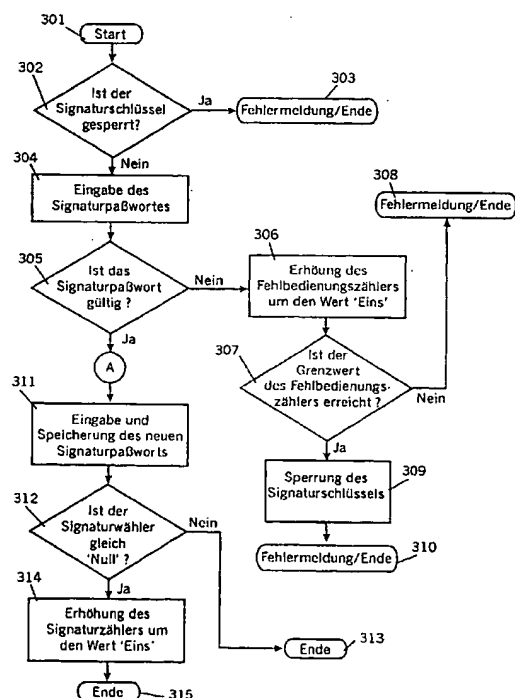 301
Start
302
Ist der
Signaturschlüssel
gesperrt?
Ja
303
Fehlermeldung/Ende
Nein
304
Eingabe des
Signaturpaßwortes
305
Ist das
Signaturpaßwort
gültig ?
Nein
306
Erhöung des
Fehlbedienungszählers
um den Wert 'Eins'
308
Fehlermeldung/Ende
Ja
A
307
Ist der
Grenzwert
des Fehlbedienungs-
zählers erreicht ?
Nein
Ja
309
Sperrung des
Signaturschlüssels
310
Fehlermeldung/Ende
311
Eingabe und
Speicherung des neuen
Signaturpaßworts
312
Ist der
Signaturwähler
gleich
'Null' ?
Nein
Ja
313
Ende
314
Erhöhung des
Signaturzählers um
den Wert 'Eins'
Ende
315